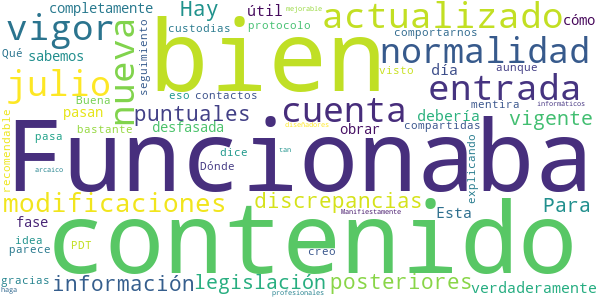 completamente Hay útil actualizado mejorable cómo
vigor custodias protocolo comportarnos
Qué sabemos nueva seguimiento bien normalidad
julio eso contactos visto día aunque
Buena cuenta mentira entrada informáticos
pasan puntuales debería vigente
recomendable bastante desfasada obrar compartidas
pasa Funcionaba
arcaico dice tan explicando
Dónde
modificaciones discrepancias Para
fase Manifiestamente Esta
contenido
idea PDT
parece creo
gracias información legislación posteriores verdaderamente
haga profesionales